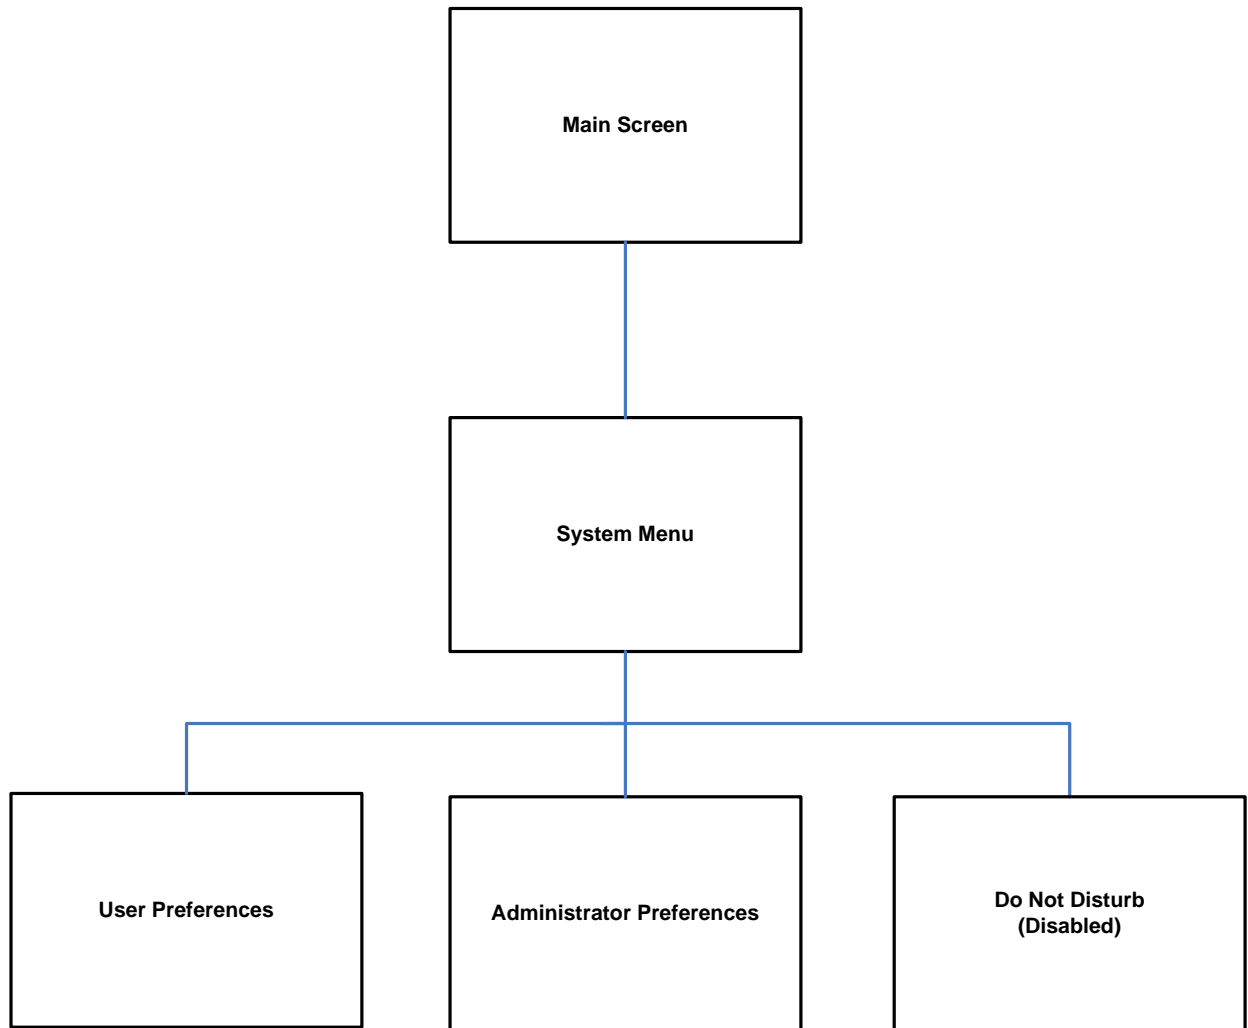 Main Screen
System Menu
User Preferences
Administrator Preferences
Do Not Disturb
(Disabled)